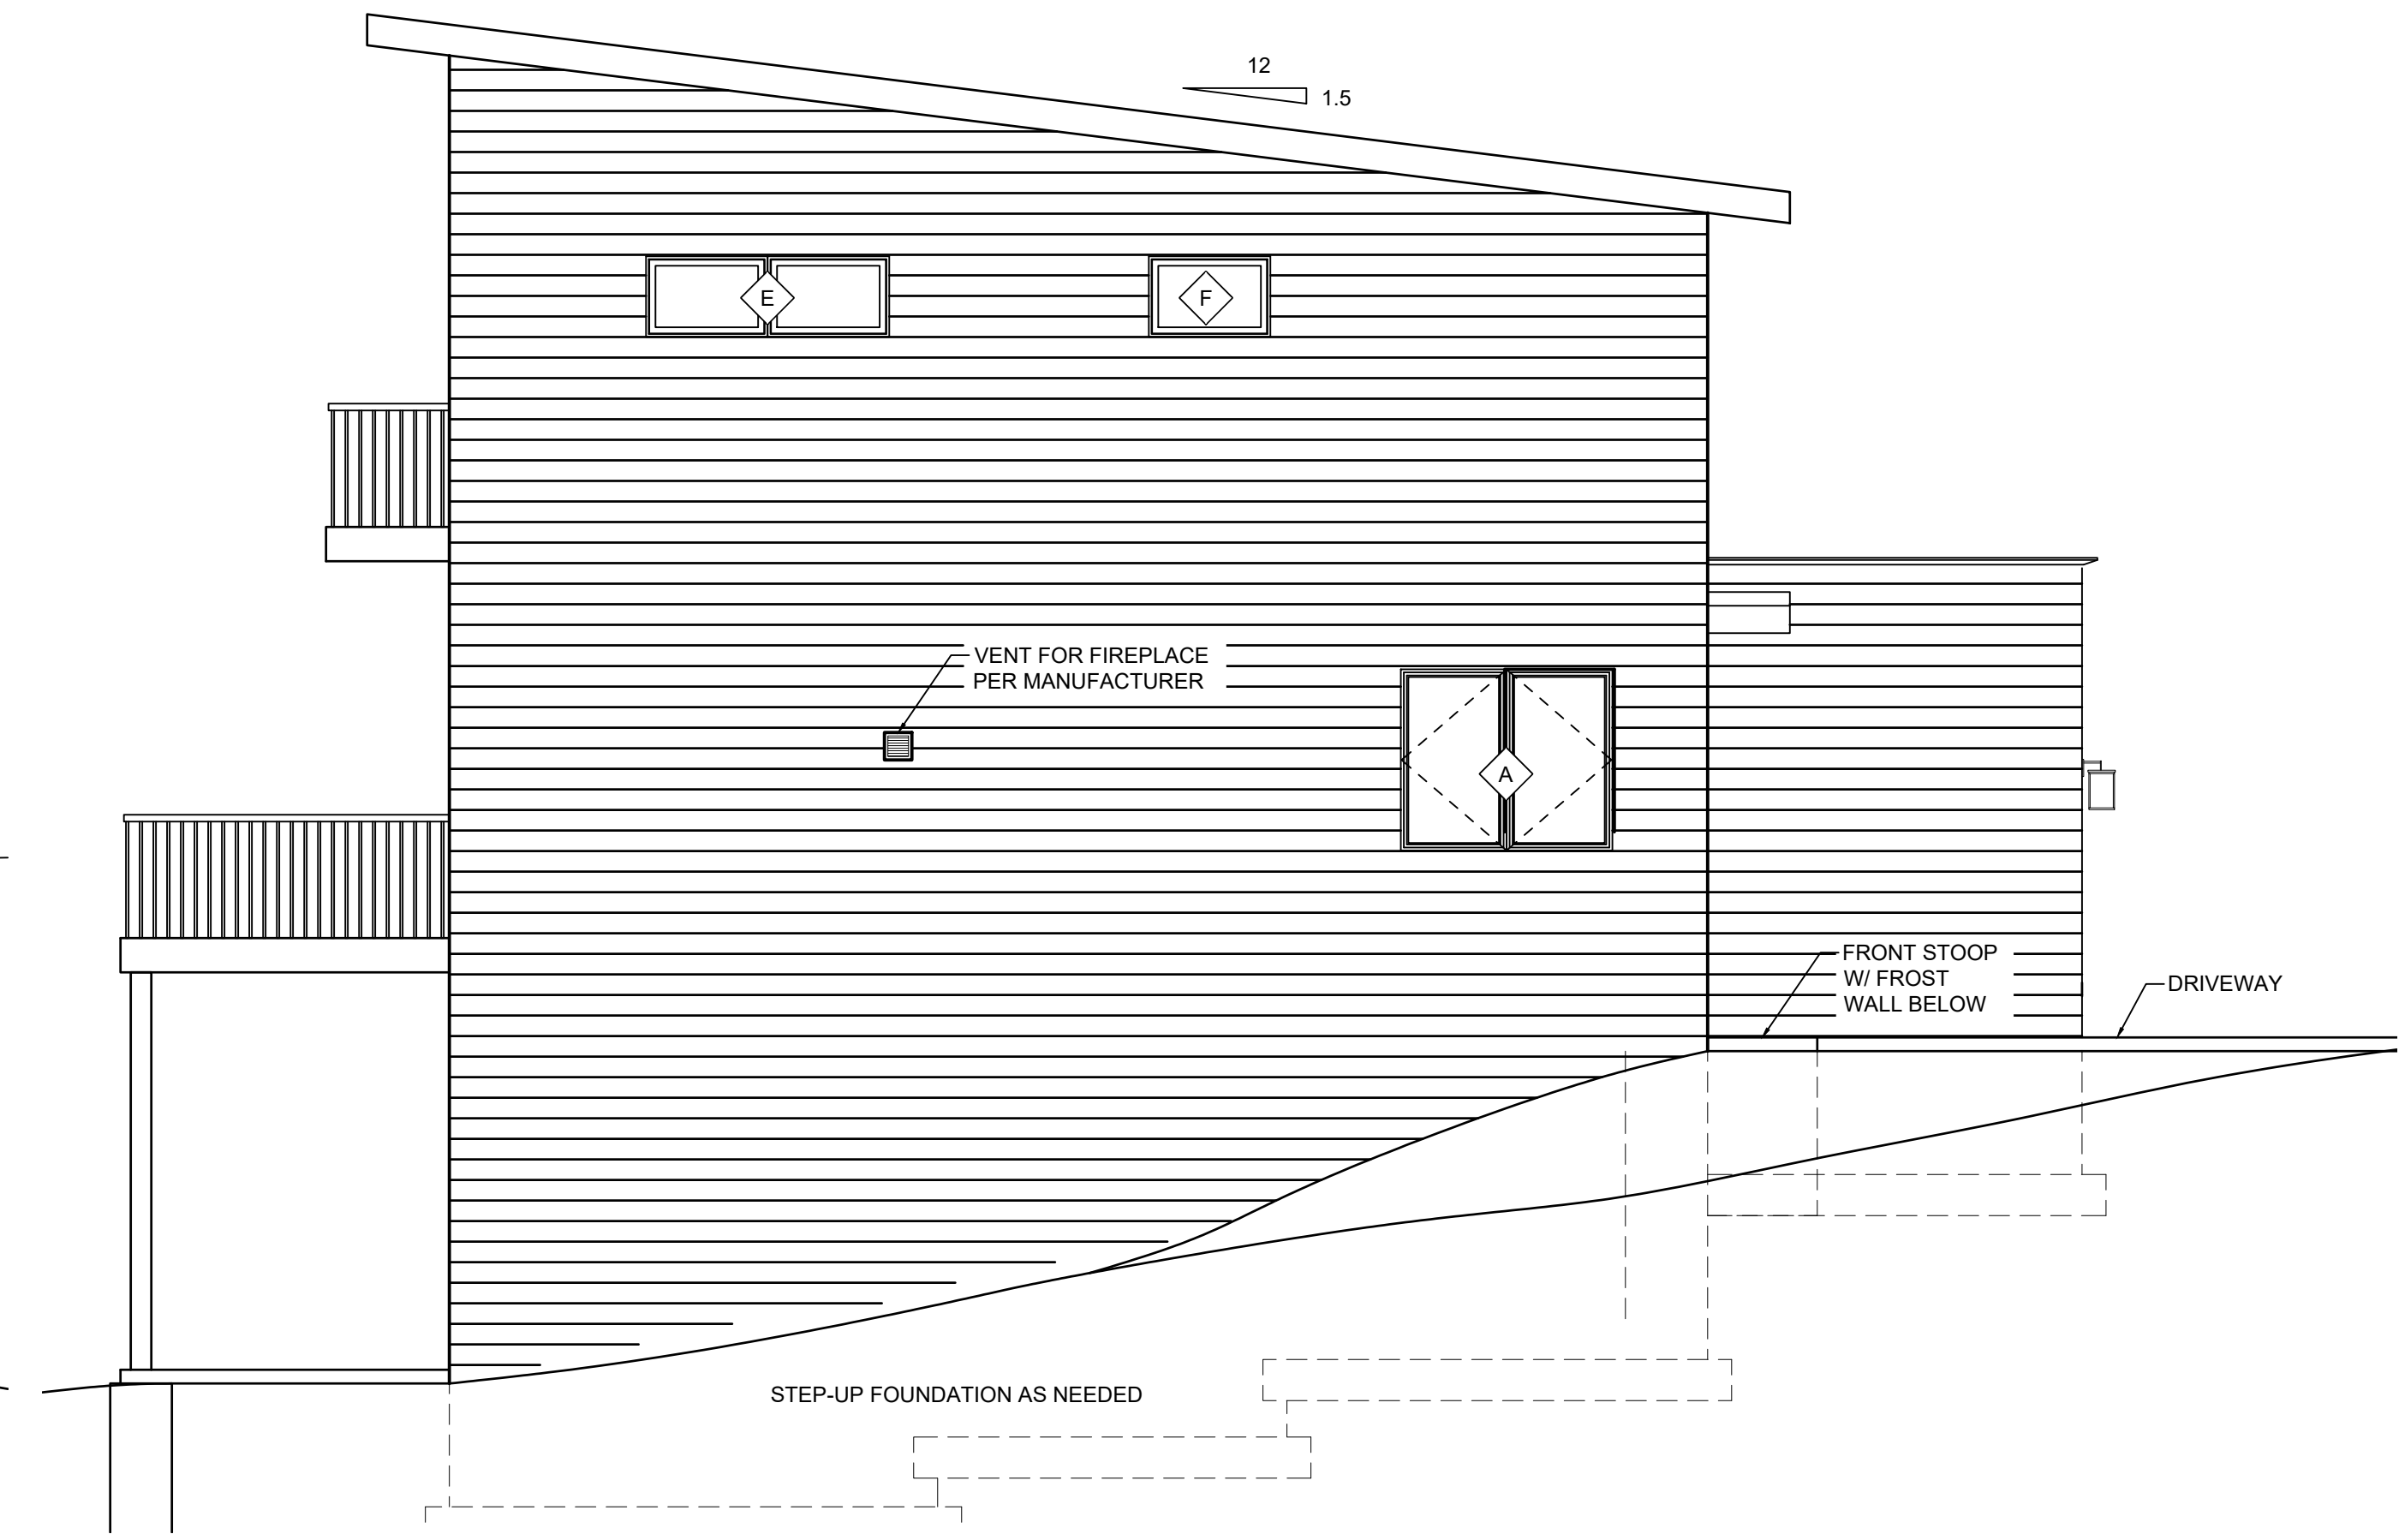 12
1.5
E
F
VENT FOR FIREPLACE
PER MANUFACTURER
A
FRONT STOOP
W/ FROST
WALL BELOW
DRIVEWAY
STEP-UP FOUNDATION AS NEEDED